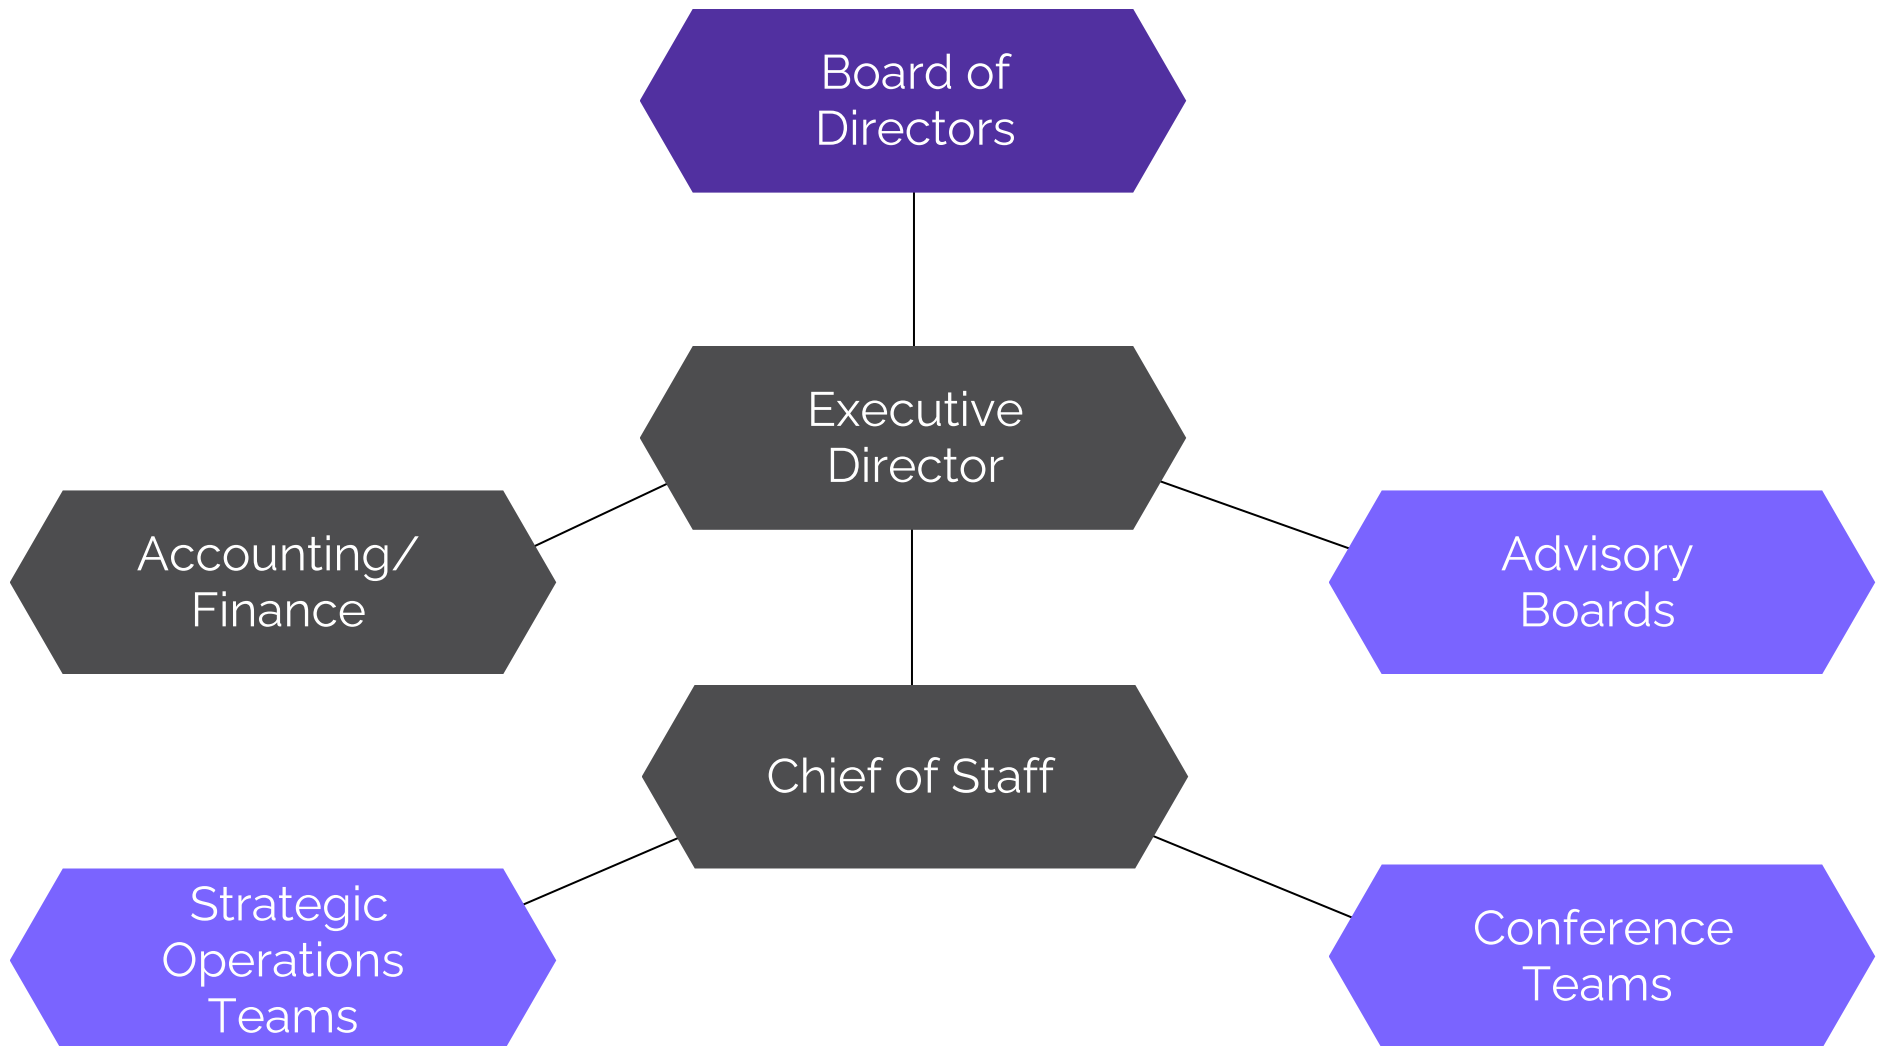 Board of
Directors
Executive
Director
Accounting/
Finance
Advisory
Boards
Chief of Staff
Strategic
Operations
Teams
Conference
Teams